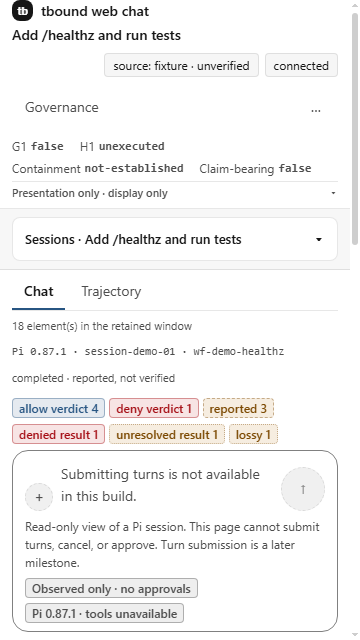 tb tbound web chat
Add /healthz and run tests
source: fixture · unverified connected
Governance ...
G1 false H1 unexecuted
Containment not-established Claim-bearing false
Presentation only · display only
Sessions · Add /healthz and run tests
Chat Trajectory
18 element(s) in the retained window
Pi 0.87.1 · session-demo-01 · wf-demo-healthz
completed · reported, not verified
allow verdict 4 deny verdict 1 reported 3
denied result 1 unresolved result 1 lossy 1
Submitting turns is not available
+ in this build. ↑
Read-only view of a Pi session. This page cannot submit
turns, cancel, or approve. Turn submission is a later
milestone.
Observed only · no approvals
Pi 0.87.1 · tools unavailable